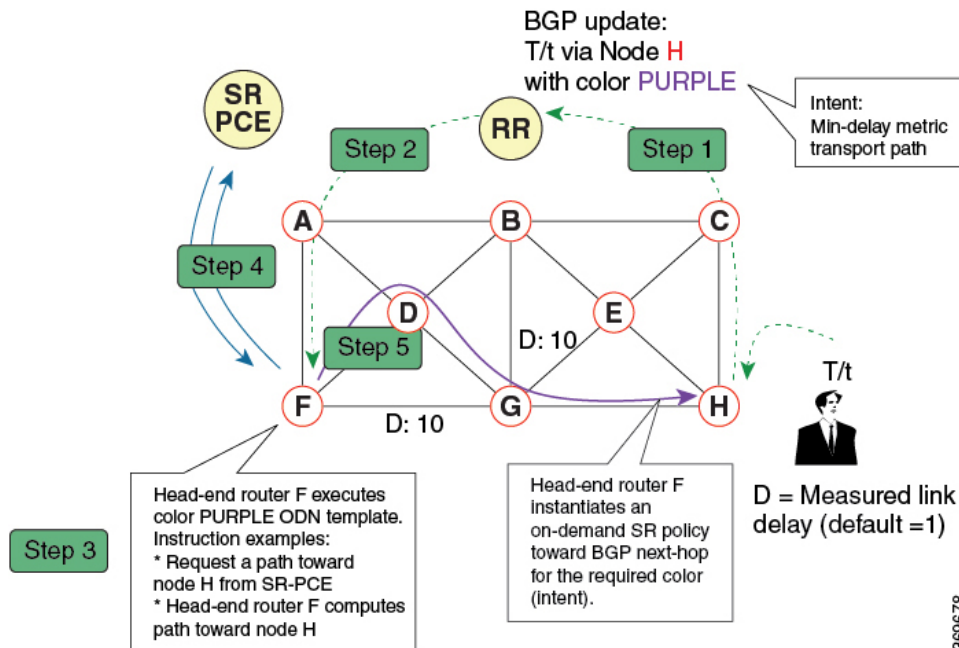 BGP update:
T/t via Node H
with color PURPLE
Intent:
Min-delay metric
transport path
SR
PCE
RR
Step 2
Step 1
A
B
C
Step 4
D
E
Step 5
D: 10
T/t
F
G
H
D: 10
Head-end router F executes
color PURPLE ODN template.
Instruction examples:
* Request a path toward
node H from SR-PCE
* Head-end router F computes
path toward node H
Step 3
Head-end router F
instantiates an
on-demand SR policy
toward BGP next-hop
for the required color
(intent).
D = Measured link
delay (default =1)
369678